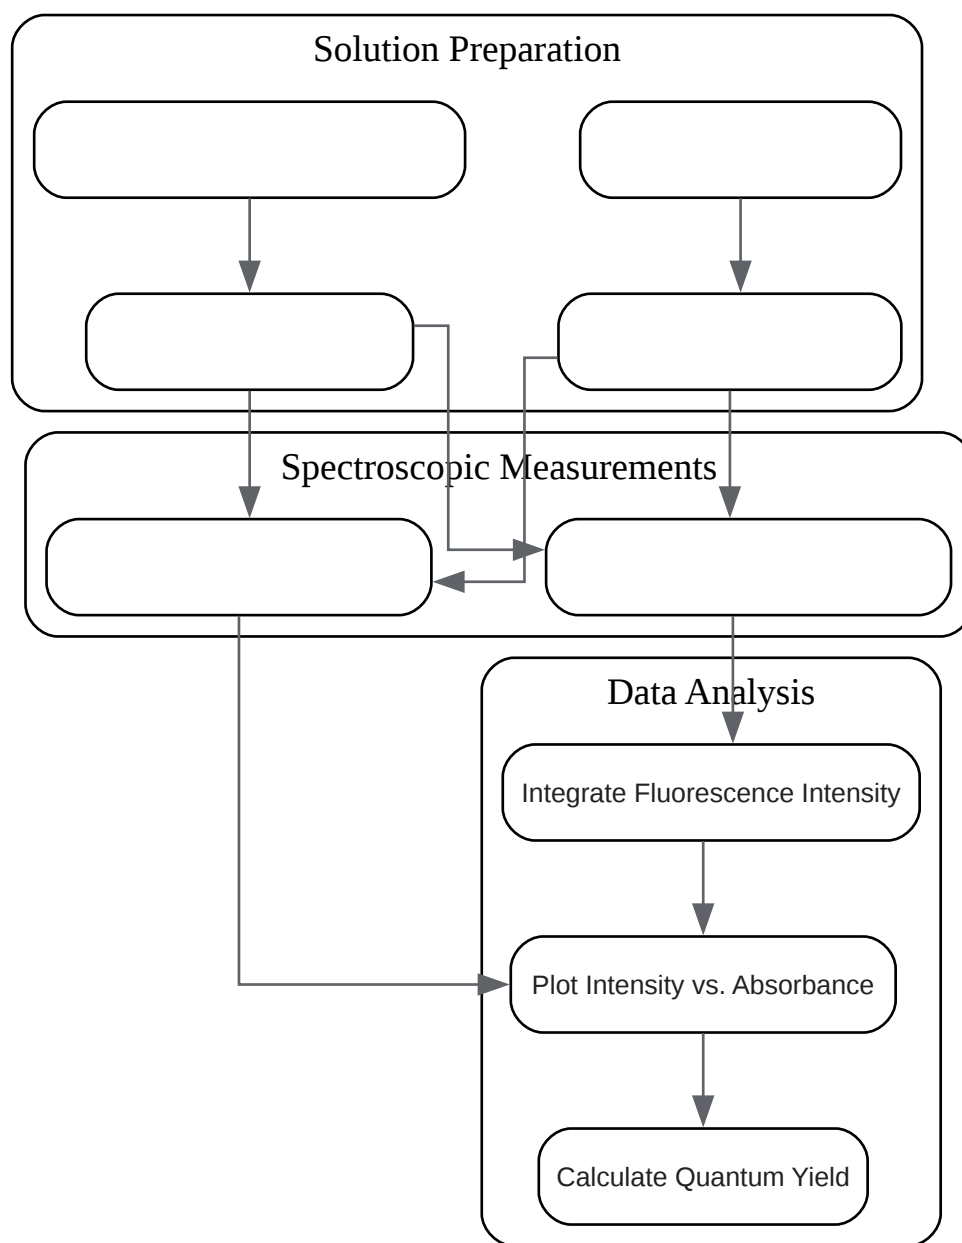 Solution Preparation
Spectroscopic Measurements
Data Analysis
Integrate Fluorescence Intensity
Plot Intensity vs. Absorbance
Calculate Quantum Yield